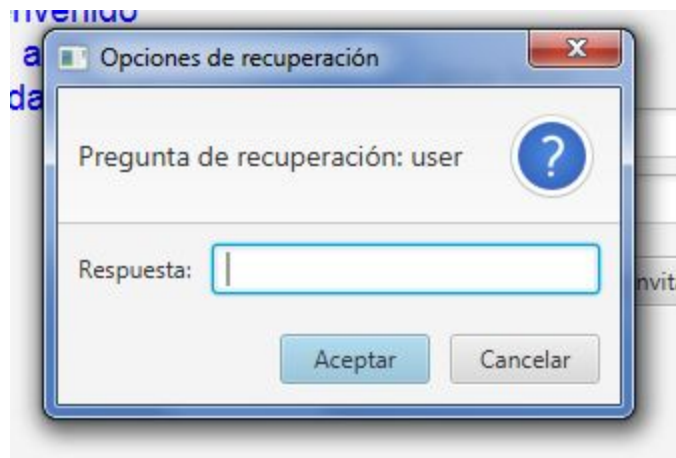 Opciones de recuperación
Pregunta de recuperación: user
?
Respuesta:
Aceptar
Cancelar